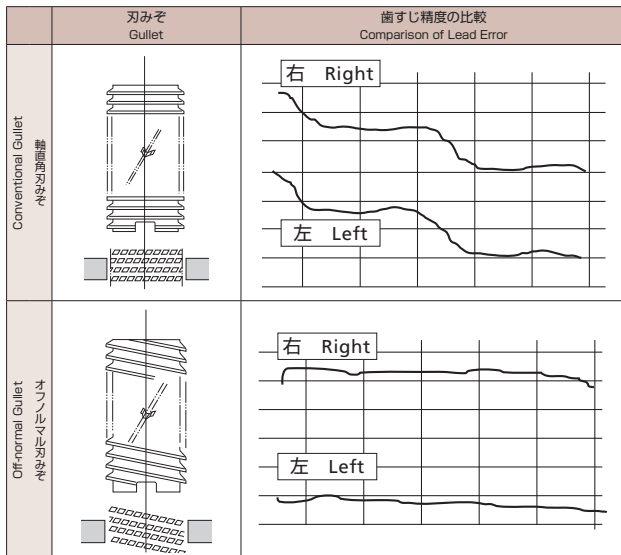 刃みぞ
Gullet
歯すじ精度の比較
Comparison of Lead Error
Conventional Gullet
軸直角刃みぞ
右 Right
左 Left
Off-normal Gullet
オフノルマル刃みぞ
右 Right
左 Left